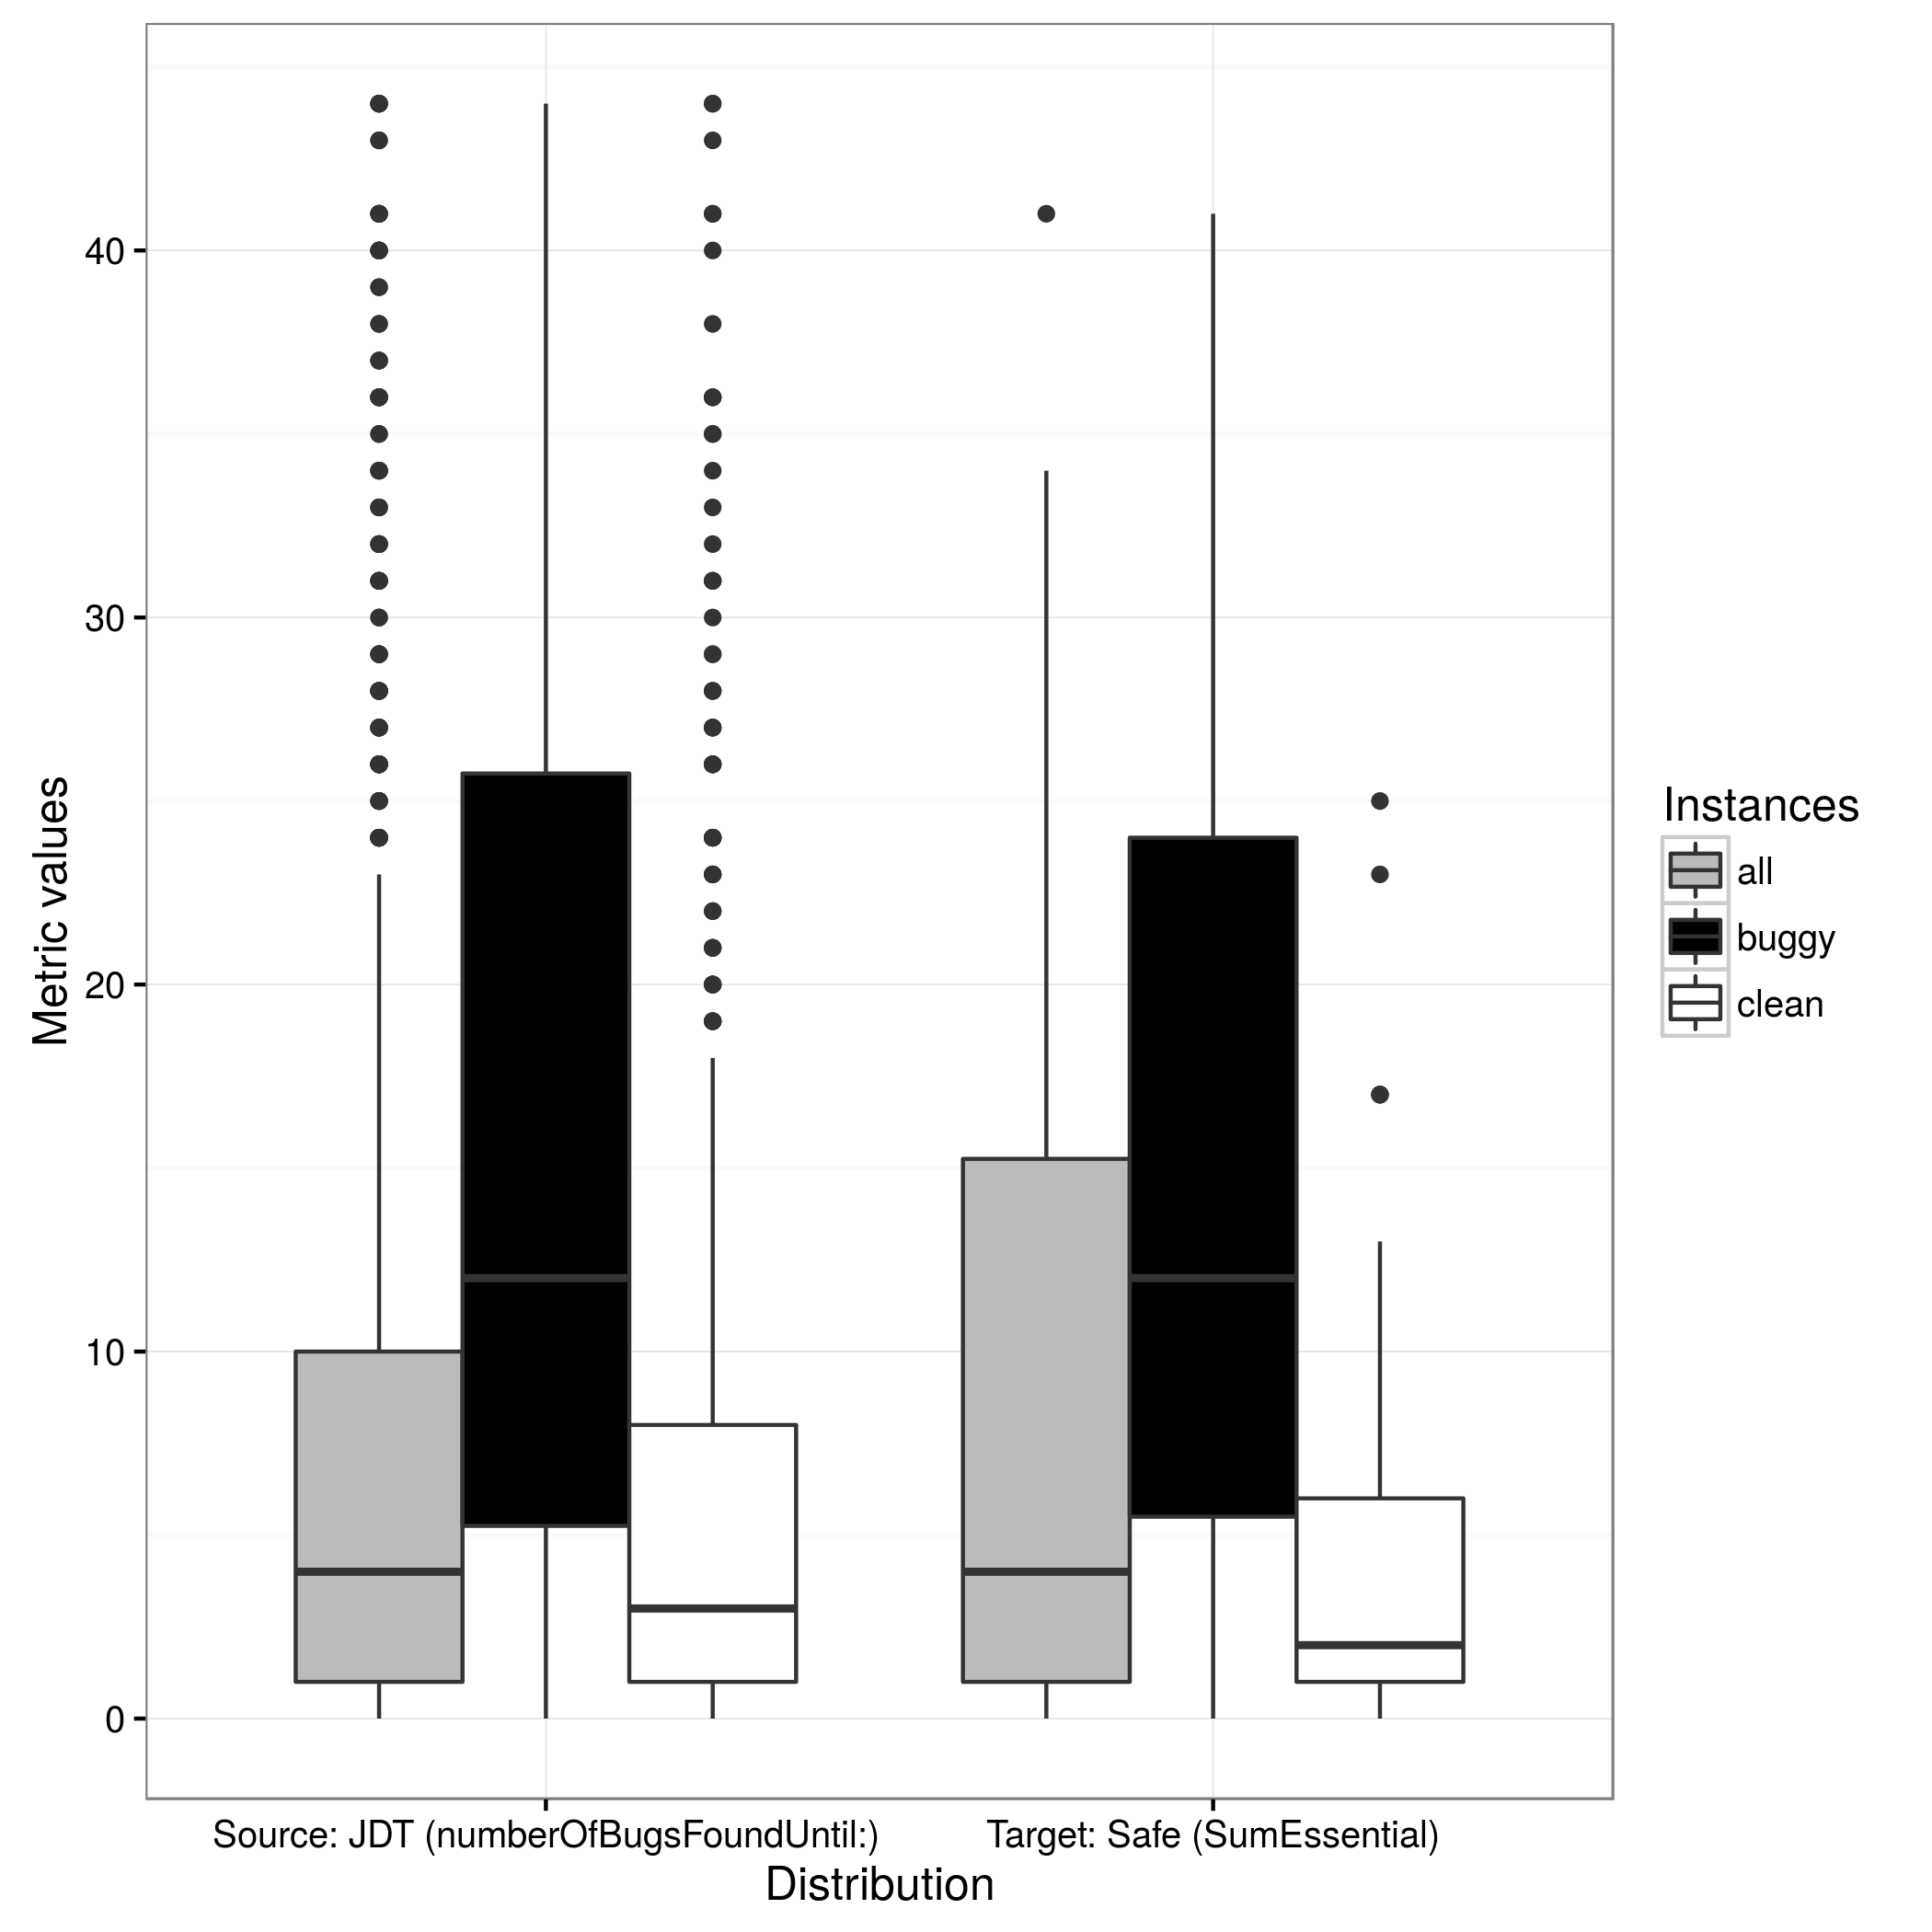 40
30
20
10
0
Metric values
Source: JDT (numberOfBugsFoundUntil:)
Target: Safe (SumEssential)
Distribution
Instances
all
buggy
clean